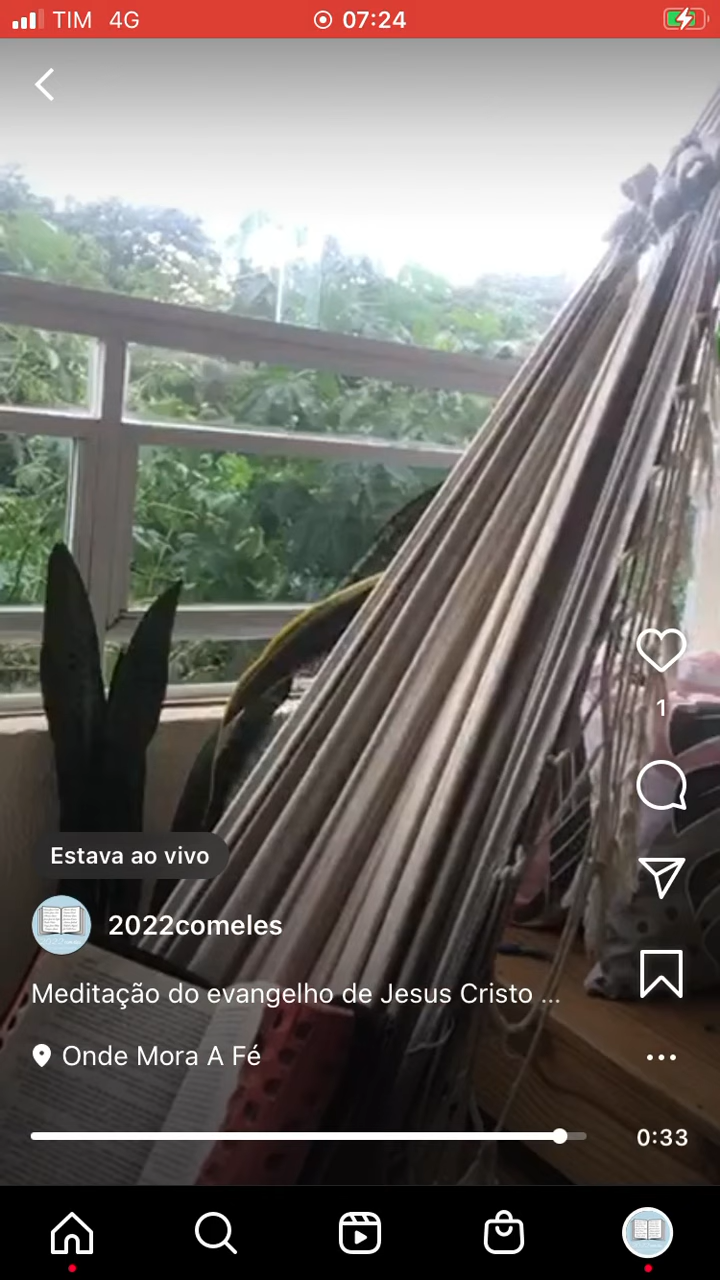 TIM 4G 07:24
Estava ao vivo
2022comeles
Meditação do evangelho de Jesus Cristo ...
Onde Mora A Fé
1
0:33